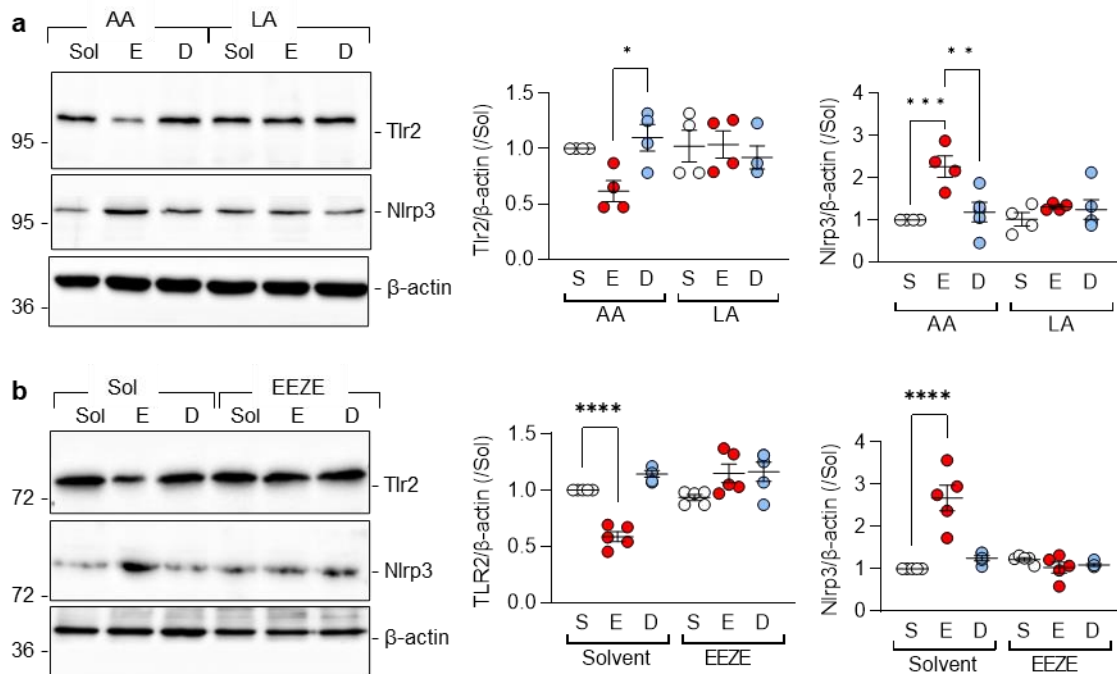 a
AA LA
Sol E D Sol E D
95 -
- Tlr2
95 -
- Nlrp3
36 -
- β-actin
*
Tlr2/β-actin (/Sol)
1.5
1.0
0.5
0.0
S E D S E D
AA LA
* * *
* *
Nlrp3/β-actin (/Sol)
4
3
2
1
0
S E D S E D
AA LA
b
Sol EEZE
Sol E D Sol E D
72 -
- Tlr2
72 -
- Nlrp3
36 -
- β-actin
****
TLR2/β-actin (/Sol)
1.5
1.0
0.5
0.0
S E D S E D
Solvent EEZE
****
Nlrp3/β-actin (/Sol)
4
3
2
1
0
S E D S E D
Solvent EEZE